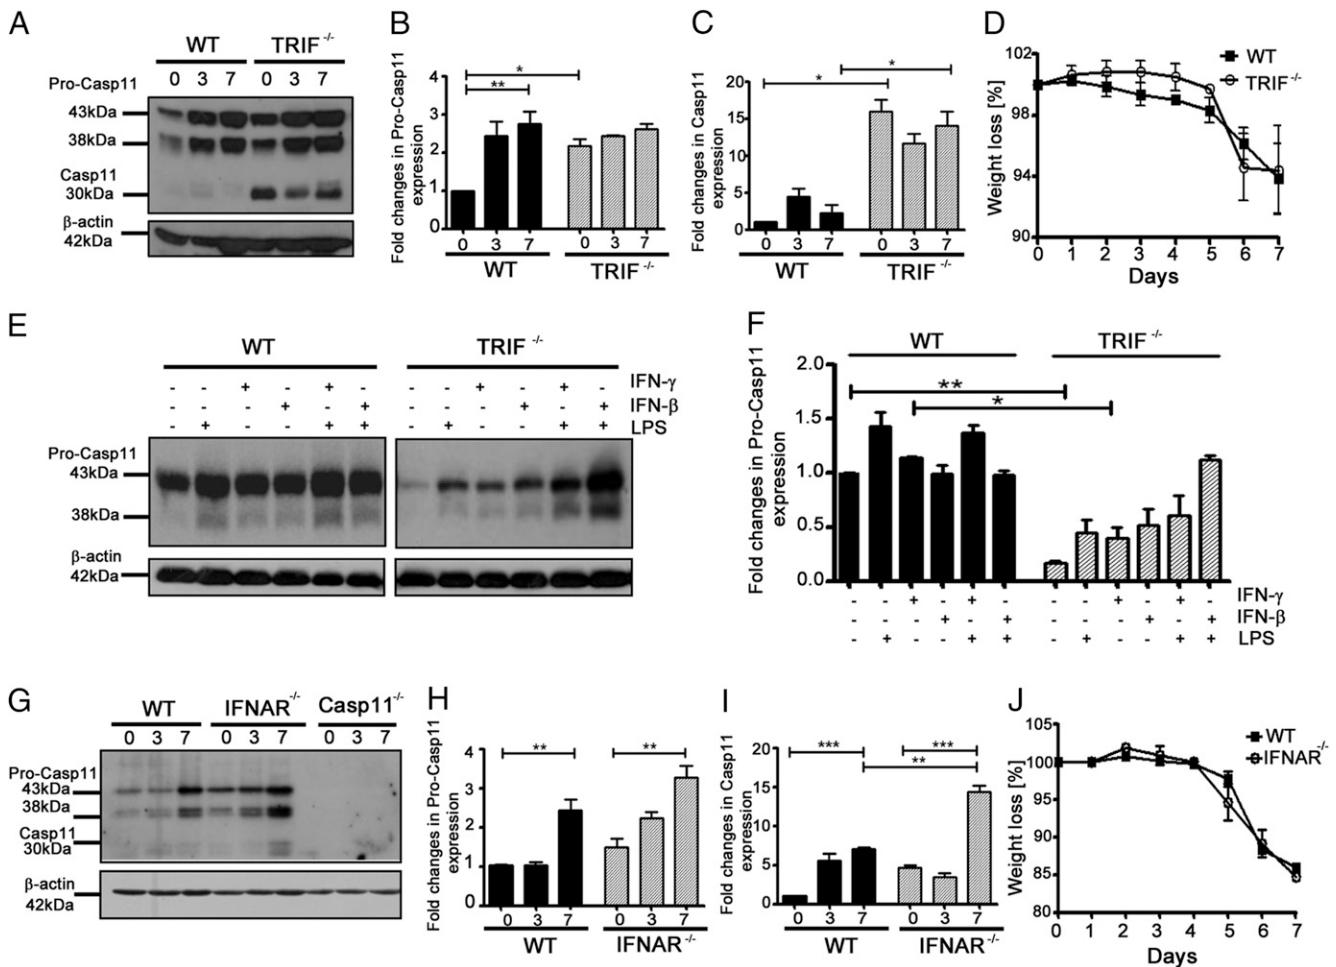 A
WT TRIF -/-
Pro-Casp11 0 3 7 0 3 7
43kDa
38kDa
Casp11
30kDa
β-actin
42kDa
B
Fold changes in Pro-Casp11
expression
4
3
2
1
0
*
**
0 3 7 0 3 7
WT TRIF -/-
C
Fold changes in Casp11
expression
20
15
10
5
0
* *
0 3 7 0 3 7
WT TRIF -/-
D
Weight loss [%]
102
98
94
90
WT
TRIF -/-
0 1 2 3 4 5 6 7
Days
E
WT TRIF -/-
- - + - + - - - + - + - IFN-γ
- - - + - + - - - + - + IFN-β
- + - - + + - + - - + + LPS
Pro-Casp11
43kDa
38kDa
β-actin
42kDa
F
WT TRIF -/-
Fold changes in Pro-Casp11
expression
2.0
1.5
1.0
0.5
0.0
**
*
- - + - + - - - + - + - IFN-γ
- - - + - + - - - + - + IFN-β
- + - - + + - + - - + + LPS
G
WT IFNAR -/- Casp11 -/-
0 3 7 0 3 7 0 3 7
Pro-Casp11
43kDa
38kDa
Casp11
30kDa
β-actin
42kDa
H
Fold changes in Pro-Casp11
expression
4
3
2
1
0
** **
0 3 7 0 3 7
WT IFNAR -/-
I
Fold changes in Casp11
expression
20
15
10
5
0
*** ***
**
0 3 7 0 3 7
WT IFNAR -/-
J
Weight loss [%]
105
100
95
90
85
80
WT
IFNAR -/-
0 1 2 3 4 5 6 7
Days